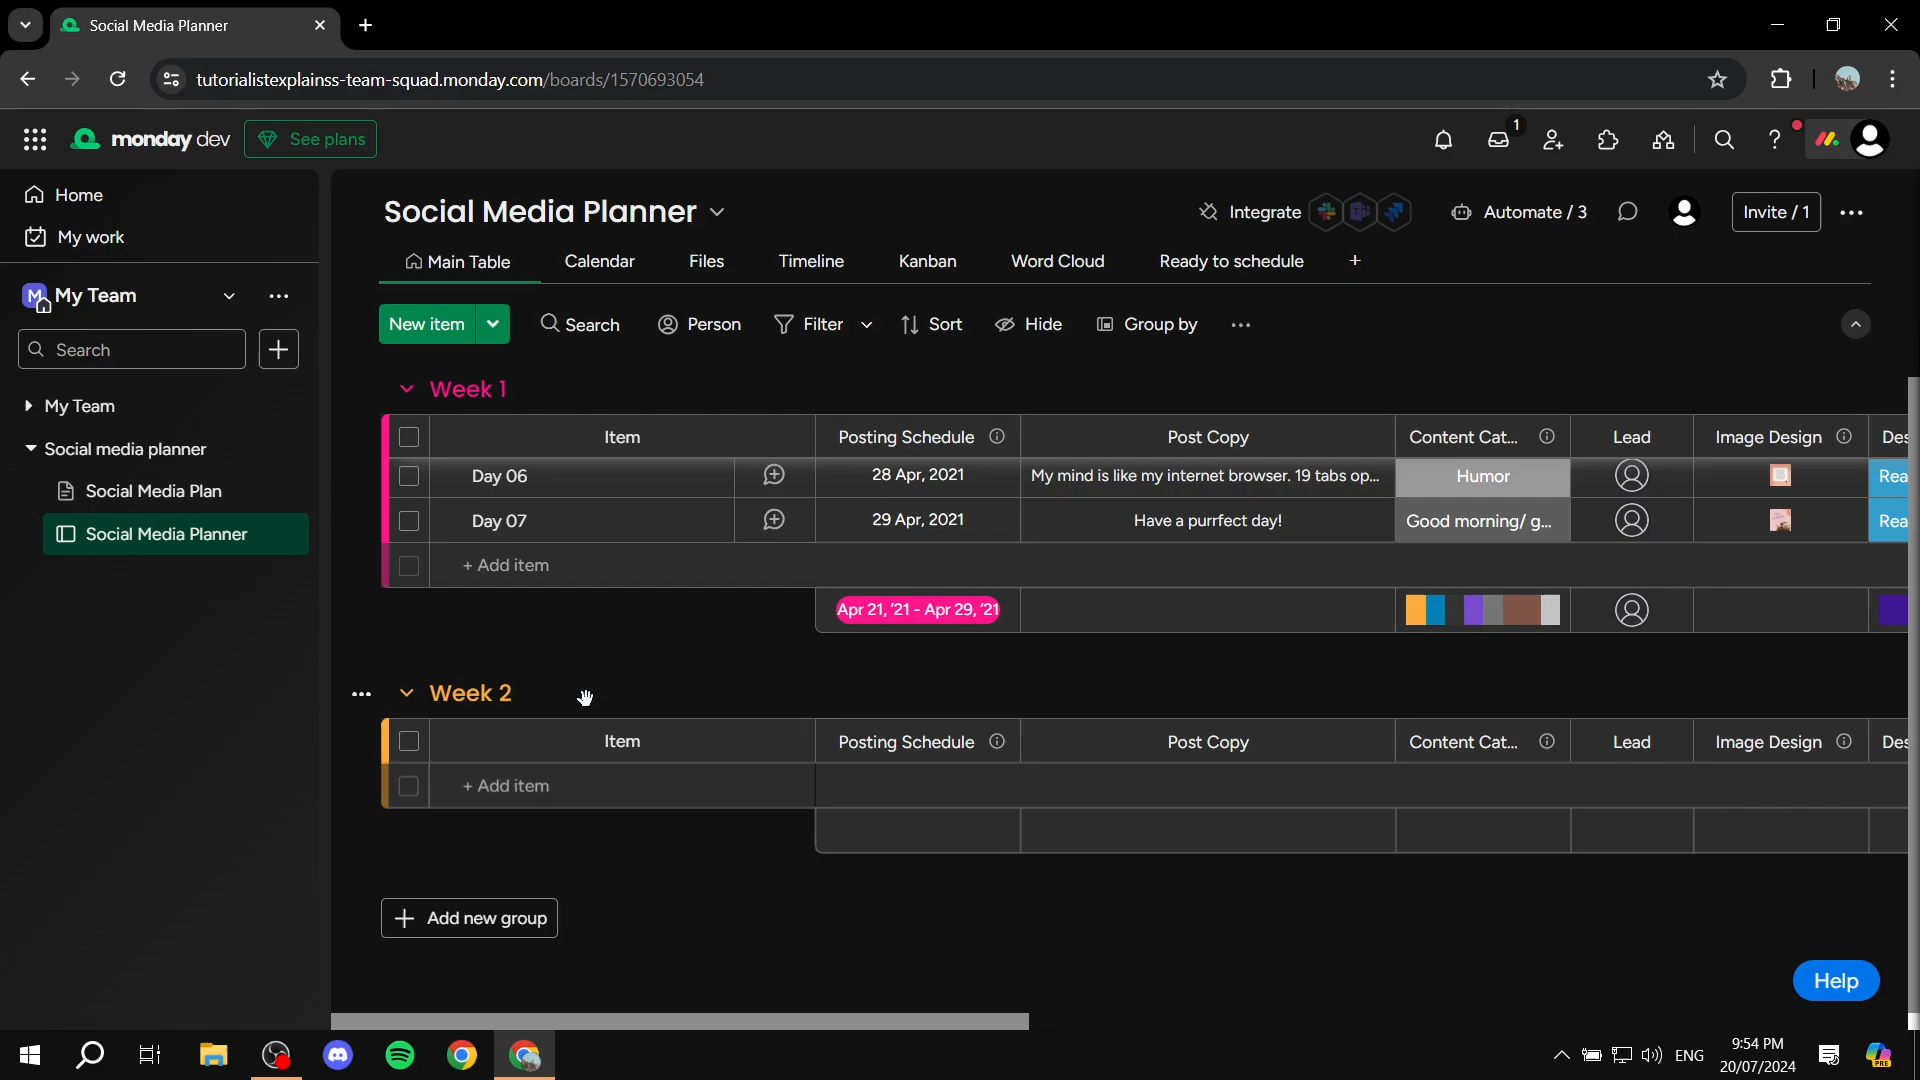 Social Media Planner
tutorialistexplainss-team-squad.monday.com/boards/1570693054
monday dev
See plans
1
Home
My work
M My Team
Search
My Team
Social media planner
Social Media Plan
Social Media Planner
Social Media Planner
Integrate
Automate / 3
Invite / 1
Main Table
Calendar
Files
Timeline
Kanban
Word Cloud
Ready to schedule
+
New item
Search
Person
Filter
Sort
Hide
Group by
Week 1
Item Posting Schedule Post Copy Content Cat... Lead Image Design Des
Day 06 28 Apr, 2021 My mind is like my internet browser. 19 tabs op... Humor Rea
Day 07 29 Apr, 2021 Have a purrfect day! Good morning/ g... Rea
+ Add item
Apr 21, '21 - Apr 29, '21
Week 2
Item Posting Schedule Post Copy Content Cat... Lead Image Design Des
+ Add item
+ Add new group
Help
ENG
9:54 PM
20/07/2024
PRE